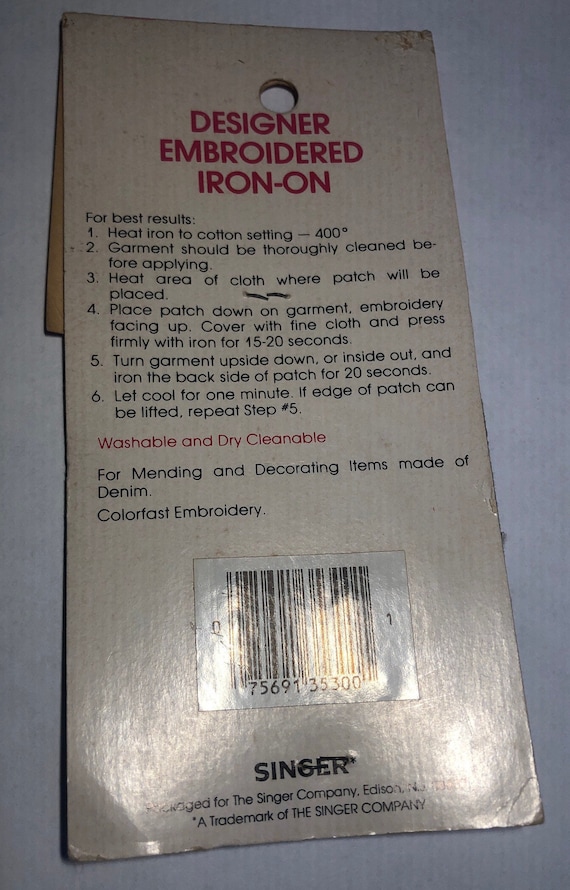 DESIGNER
EMBROIDERED
IRON-ON
For best results:
1. Heat iron to cotton setting — 400°
2. Garment should be thoroughly cleaned be-
fore applying.
3. Heat area of cloth where patch will be
placed.
4. Place patch down on garment, embroidery
facing up. Cover with fine cloth and press
firmly with iron for 15-20 seconds.
5. Turn garment upside down, or inside out, and
iron the back side of patch for 20 seconds.
6. Let cool for one minute. If edge of patch can
be lifted, repeat Step #5.
Washable and Dry Cleanable
For Mending and Decorating Items made of
Denim.
Colorfast Embroidery.
0 75691 35300 1
SINGER*
Packaged for The Singer Company, Edison, N.J.
*A Trademark of THE SINGER COMPANY